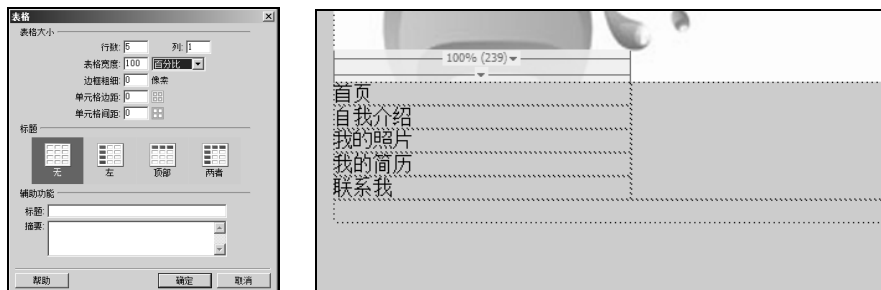 表格
表格大小
行数: 5 列: 1
表格宽度: 100 百分比
边框粗细: 0 像素
单元格边距: 0
单元格间距: 0
标题
无 左 顶部 两者
辅助功能
标题:
摘要:
帮助 确定 取消
100% (239)
首页
自我介绍
我的照片
我的简历
联系我